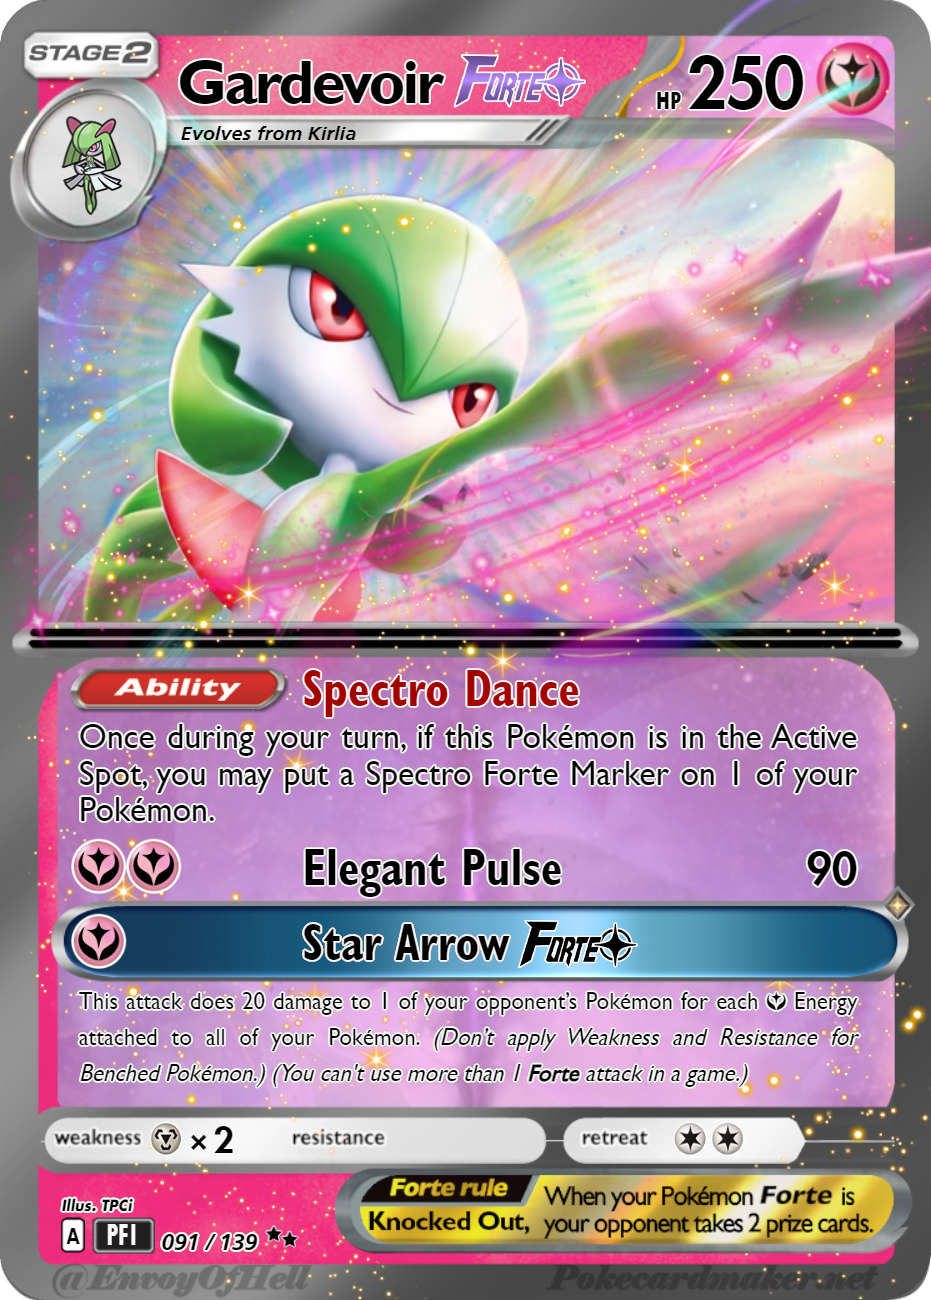 STAGE2
Gardevoir FORTE
HP 250
Evolves from Kirlia
Ability Spectro Dance
Once during your turn, if this Pokémon is in the Active
Spot, you may put a Spectro Forte Marker on 1 of your
Pokémon.
Elegant Pulse 90
Star Arrow FORTE
This attack does 20 damage to 1 of your opponent's Pokémon for each Energy
attached to all of your Pokémon. (Don't apply Weakness and Resistance for
Benched Pokémon.) (You can't use more than 1 Forte attack in a game.)
weakness ×2 resistance retreat
Illus. TPCi
A PFI 091 / 139
Forte rule When your Pokémon Forte is
Knocked Out, your opponent takes 2 prize cards.
@EnvoyOfHell Pokecardmaker.net